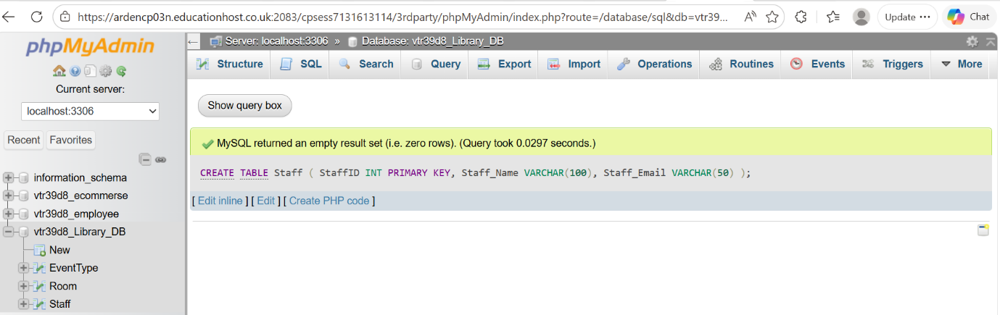 https://ardencp03n.educationhost.co.uk:2083/cpsess7131613114/3rdparty/phpMyAdmin/index.php?route=/database/sql&db=vtr39... A Update ··· Chat
phpMyAdmin
Current server:
localhost:3306
Recent Favorites
information_schema
vtr39d8_ecommerse
vtr39d8_employee
vtr39d8_Library_DB
New
EventType
Room
Staff
Server: localhost:3306 » Database: vtr39d8_Library_DB
Structure SQL Search Query Export Import Operations Routines Events Triggers More
Show query box
MySQL returned an empty result set (i.e. zero rows). (Query took 0.0297 seconds.)
CREATE TABLE Staff ( StaffID INT PRIMARY KEY, Staff_Name VARCHAR(100), Staff_Email VARCHAR(50) );
[ Edit inline ] [ Edit ] [ Create PHP code ]